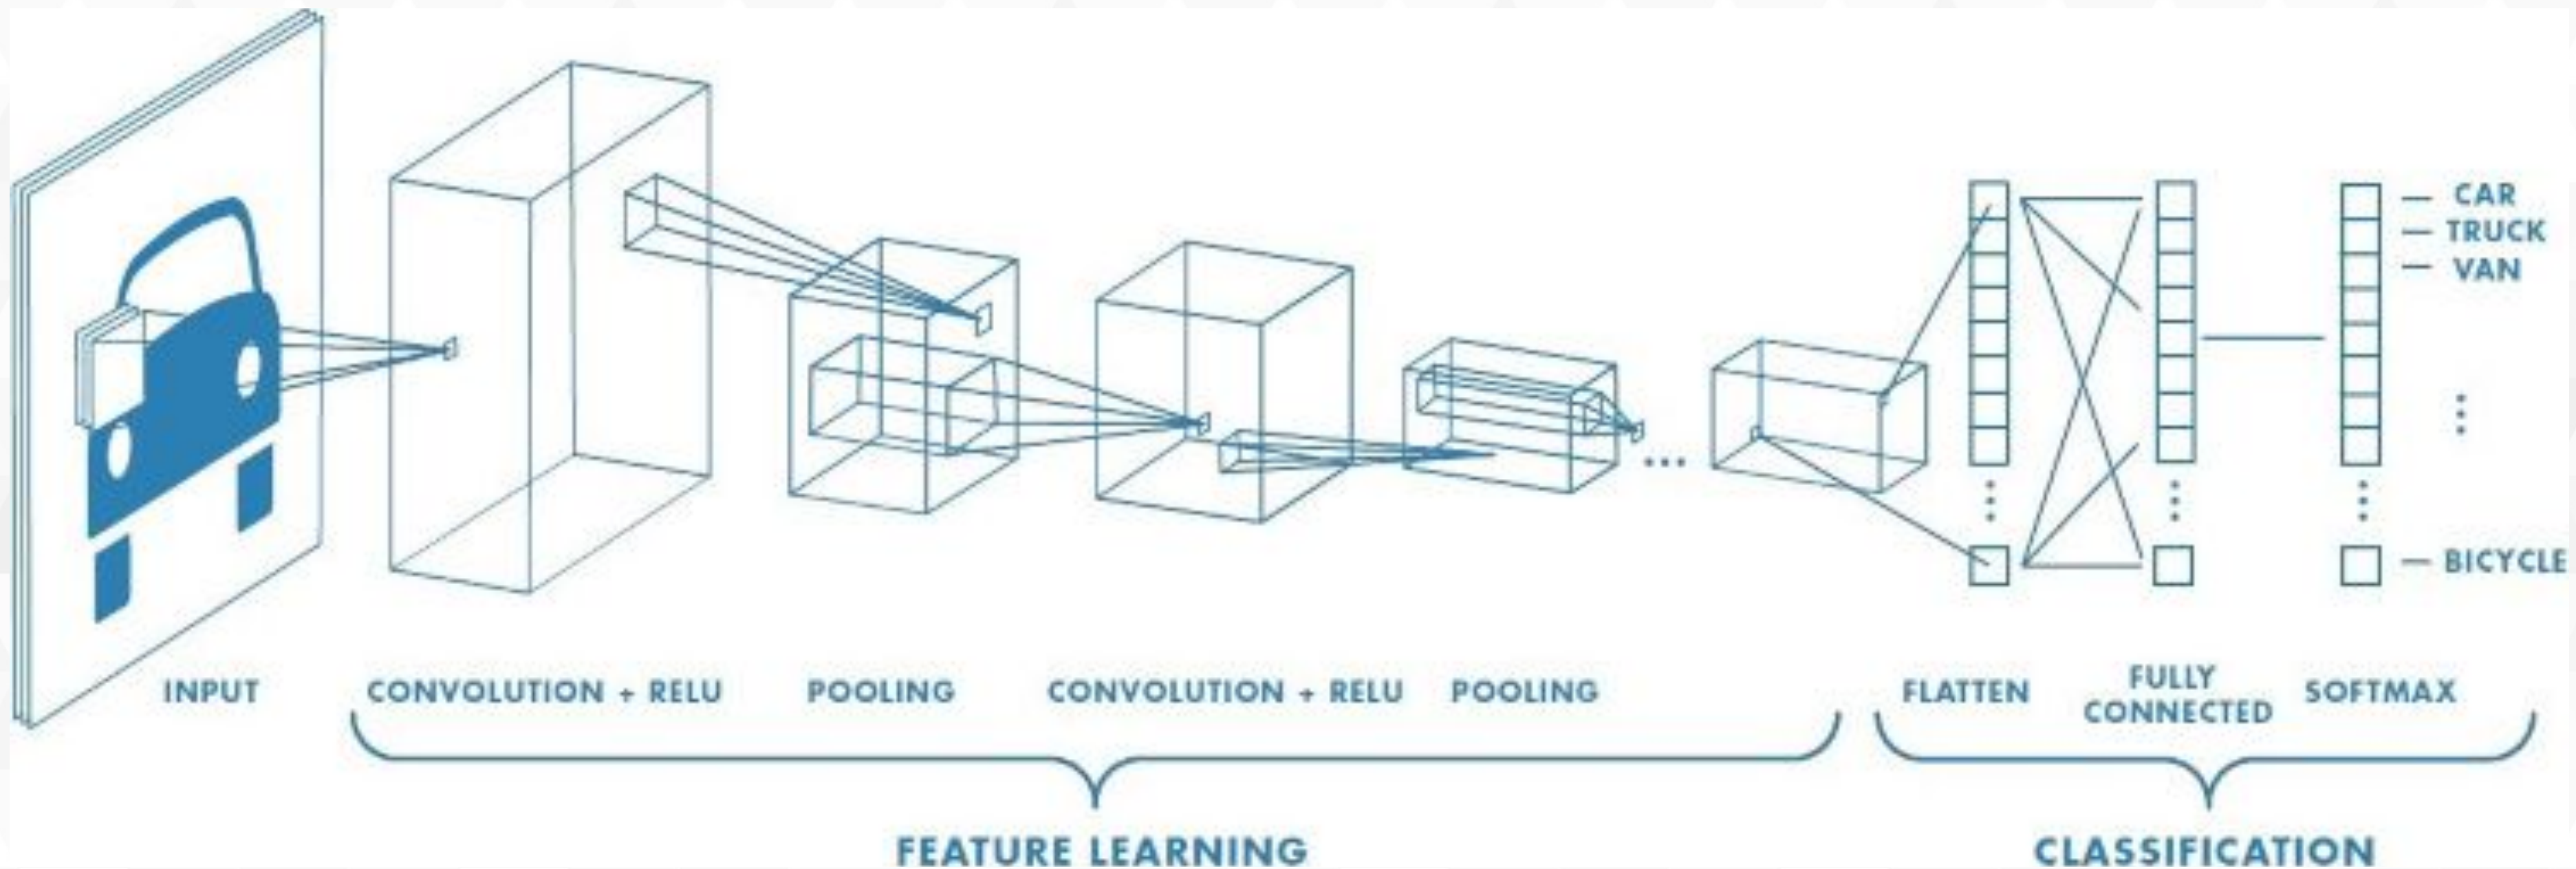 CAR
TRUCK
VAN
BICYCLE
INPUT
CONVOLUTION + RELU
POOLING
CONVOLUTION + RELU
POOLING
FLATTEN
FULLY
CONNECTED
SOFTMAX
FEATURE LEARNING
CLASSIFICATION